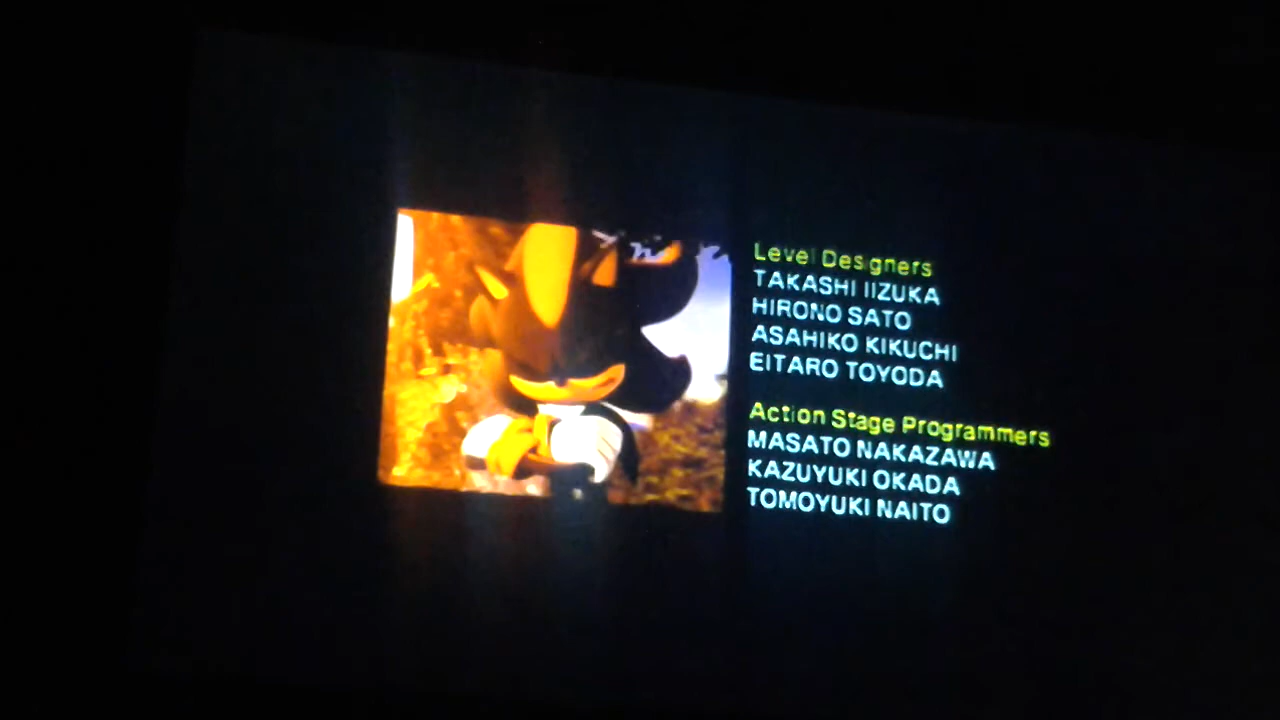 Level Designers
TAKASHI IIZUKA
HIRONO SATO
ASAHIKO KIKUCHI
EITARO TOYODA
Action Stage Programmers
MASATO NAKAZAWA
KAZUYUKI OKADA
TOMOYUKI NAITO